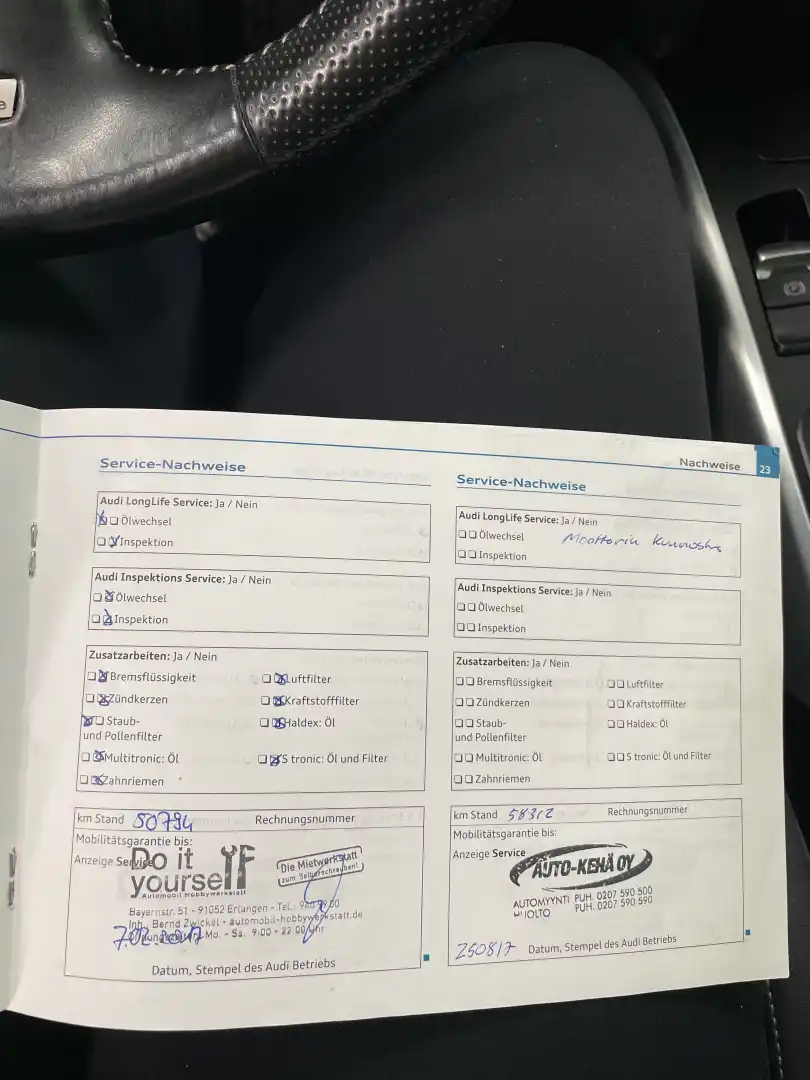 Nachweise
23
Service-Nachweise
Audi LongLife Service: Ja / Nein
Ölwechsel
Inspektion
Audi Inspektions Service: Ja / Nein
Ölwechsel
Inspektion
Zusatzarbeiten: Ja / Nein
Bremsflüssigkeit
Luftfilter
Zündkerzen
Kraftstofffilter
Staub-
und Pollenfilter
Haldex: Öl
Multitronic: Öl
S tronic: Öl und Filter
Zahnriemen
km Stand 50794
Rechnungsnummer
Mobilitätsgarantie bis:
Anzeige Service
Do it
yourself
Automobil Hobbywerkstatt
Die Mietwerkstatt
zum Selberschrauben!
Bayernstr. 51 - 91052 Erlangen - Tel.:
Inh. Bernd Zwickel - automobil-hobbywerkstatt.de
Mo. - Sa. 9:00 - 22:00 Uhr
7.02.2017
Datum, Stempel des Audi Betriebs
Service-Nachweise
Audi LongLife Service: Ja / Nein
Ölwechsel
Moottorin
Inspektion
Audi Inspektions Service: Ja / Nein
Ölwechsel
Inspektion
Zusatzarbeiten: Ja / Nein
Bremsflüssigkeit
Luftfilter
Zündkerzen
Kraftstofffilter
Staub-
und Pollenfilter
Haldex: Öl
Multitronic: Öl
S tronic: Öl und Filter
Zahnriemen
km Stand 58312
Rechnungsnummer
Mobilitätsgarantie bis:
Anzeige Service
AUTO-KEHÄ OY
AUTOMYYNTI PUH. 0207 590 500
PUH. 0207 590 590
250817
Datum, Stempel des Audi Betriebs